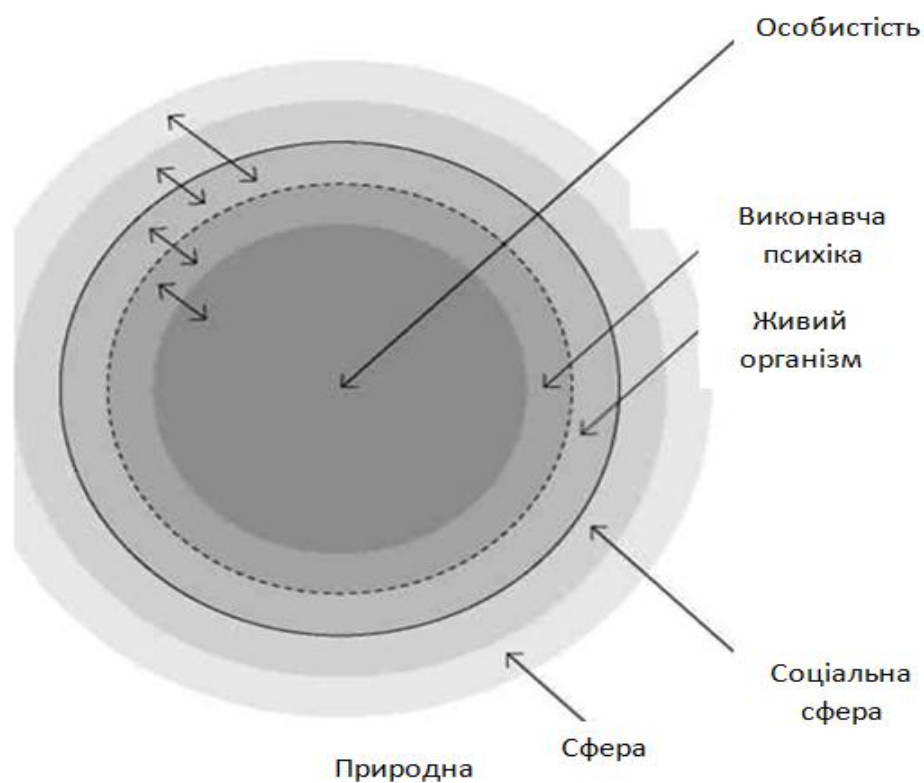 Особистість
Виконавча
психіка
Живий
організм
Соціальна
сфера
Сфера
Природна